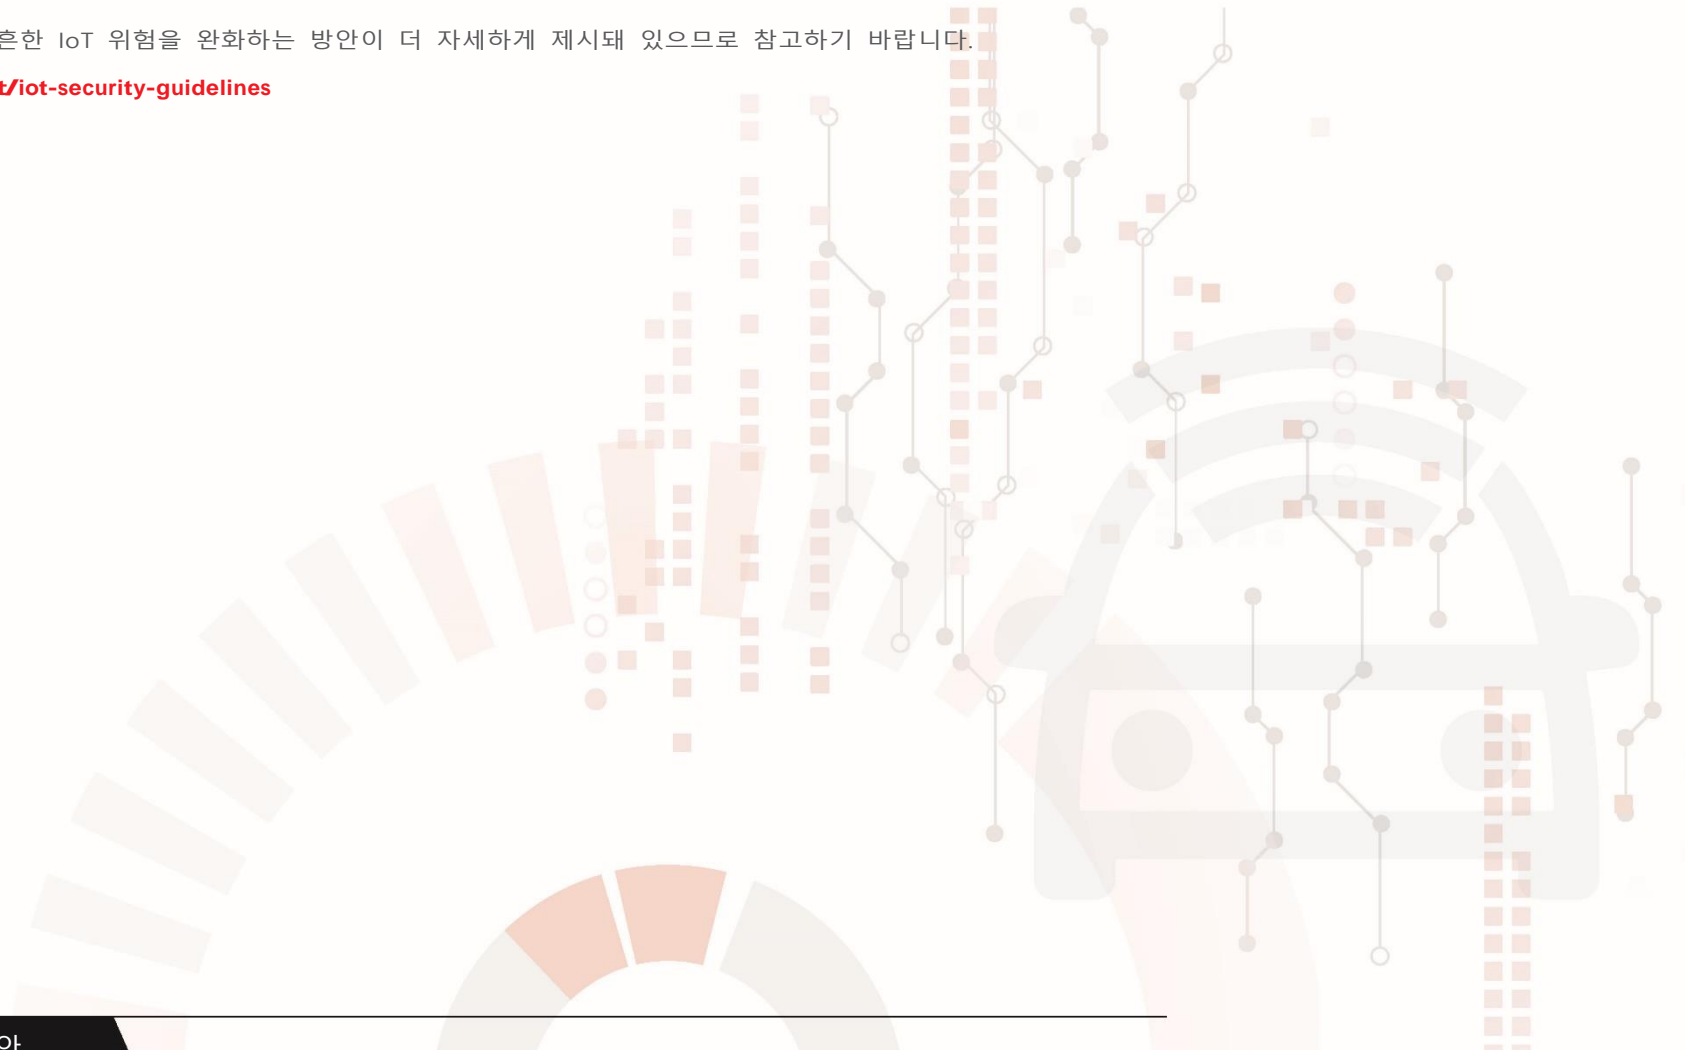 흔한 IoT 위험을 완화하는 방안이 더 자세하게 제시돼 있으므로 참고하기 바랍니다.
t/iot-security-guidelines